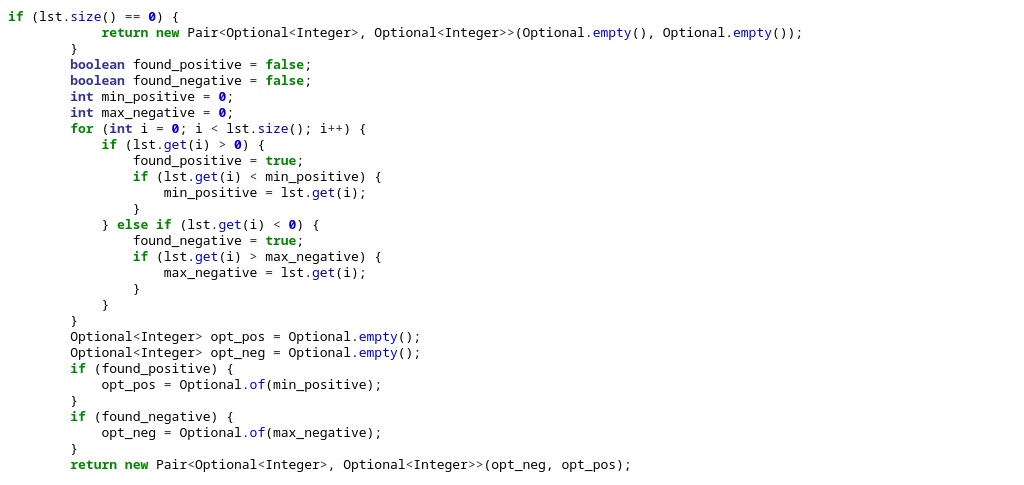 if (lst.size() == 0) {
            return new Pair<Optional<Integer>, Optional<Integer>>(Optional.empty(), Optional.empty());
        }
        boolean found_positive = false;
        boolean found_negative = false;
        int min_positive = 0;
        int max_negative = 0;
        for (int i = 0; i < lst.size(); i++) {
            if (lst.get(i) > 0) {
                found_positive = true;
                if (lst.get(i) < min_positive) {
                    min_positive = lst.get(i);
                }
            } else if (lst.get(i) < 0) {
                found_negative = true;
                if (lst.get(i) > max_negative) {
                    max_negative = lst.get(i);
                }
            }
        }
        Optional<Integer> opt_pos = Optional.empty();
        Optional<Integer> opt_neg = Optional.empty();
        if (found_positive) {
            opt_pos = Optional.of(min_positive);
        }
        if (found_negative) {
            opt_neg = Optional.of(max_negative);
        }
        return new Pair<Optional<Integer>, Optional<Integer>>(opt_neg, opt_pos);